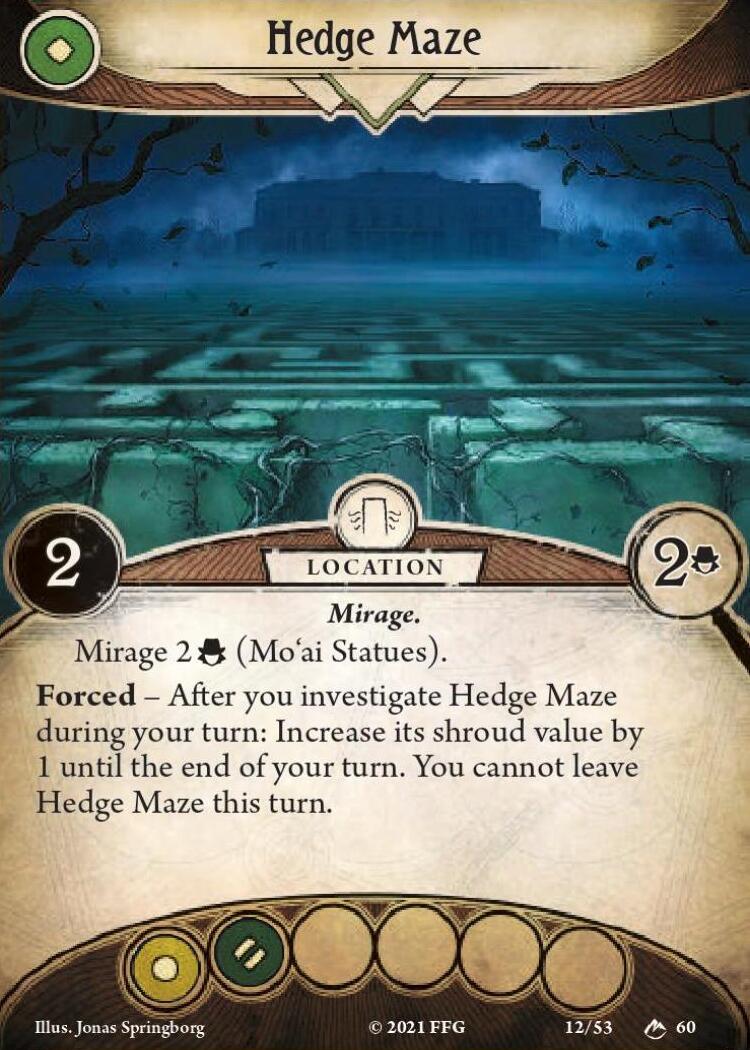 Hedge Maze
2
2
LOCATION
Mirage.
Mirage 2 (Mo‘ai Statues).
Forced – After you investigate Hedge Maze
during your turn: Increase its shroud value by
1 until the end of your turn. You cannot leave
Hedge Maze this turn.
Illus. Jonas Springborg © 2021 FFG 12/53 60